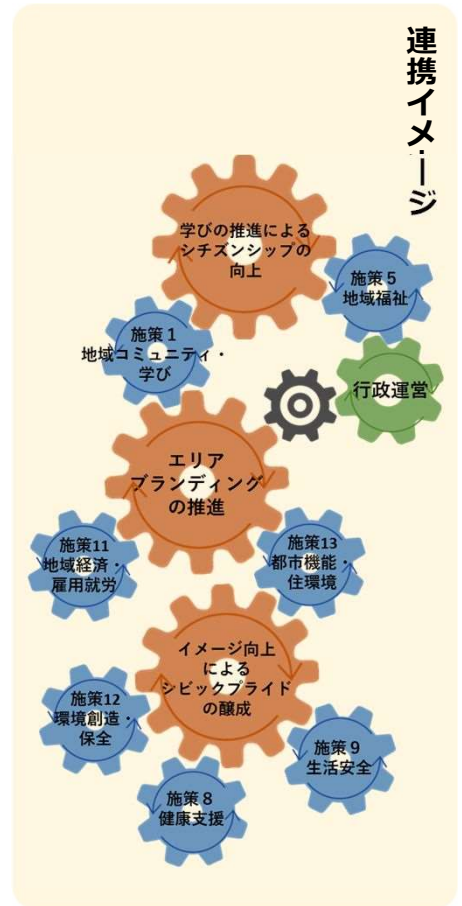 連携イメージ
学びの推進による
シチズンシップの
向上
施策5
地域福祉
施策1
地域コミュニティ・
学び
行政運営
エリア
ブランディング
の推進
施策11
地域経済・
雇用就労
施策13
都市機能・
住環境
イメージ向上
による
シビックプライド
の醸成
施策12
環境創造・
保全
施策9
生活安全
施策8
健康支援